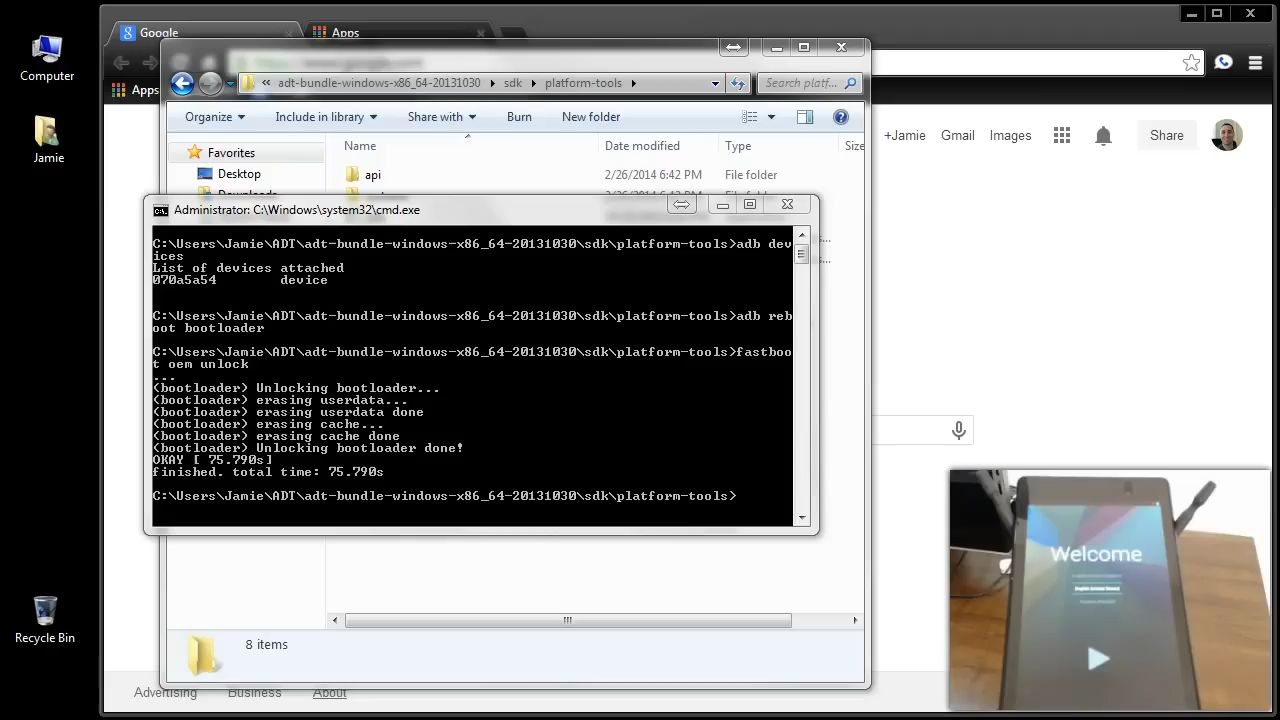 Google
Apps
Computer
adt-bundle-windows-x86_64-20131030
sdk
platform-tools
Search platf...
Apps
Organize
Include in library
Share with
Burn
New folder
+Jamie
Gmail
Images
Share
Jamie
Name
Date modified
Type
Size
Favorites
Desktop
api
2/26/2014 6:42 PM
File folder
Downloads
Administrator: C:\Windows\system32\cmd.exe
C:\Users\Jamie\ADT\adt-bundle-windows-x86_64-20131030\sdk\platform-tools>adb dev
ices
List of devices attached
070a5a54 device
C:\Users\Jamie\ADT\adt-bundle-windows-x86_64-20131030\sdk\platform-tools>adb reb
oot bootloader
C:\Users\Jamie\ADT\adt-bundle-windows-x86_64-20131030\sdk\platform-tools>fastboo
t oem unlock
...
(bootloader) Unlocking bootloader...
(bootloader) erasing userdata...
(bootloader) erasing userdata done
(bootloader) erasing cache...
(bootloader) erasing cache done
(bootloader) Unlocking bootloader done!
OKAY [ 75.790s]
finished. total time: 75.790s
C:\Users\Jamie\ADT\adt-bundle-windows-x86_64-20131030\sdk\platform-tools>
Welcome
Recycle Bin
8 items
Advertising
Business
About